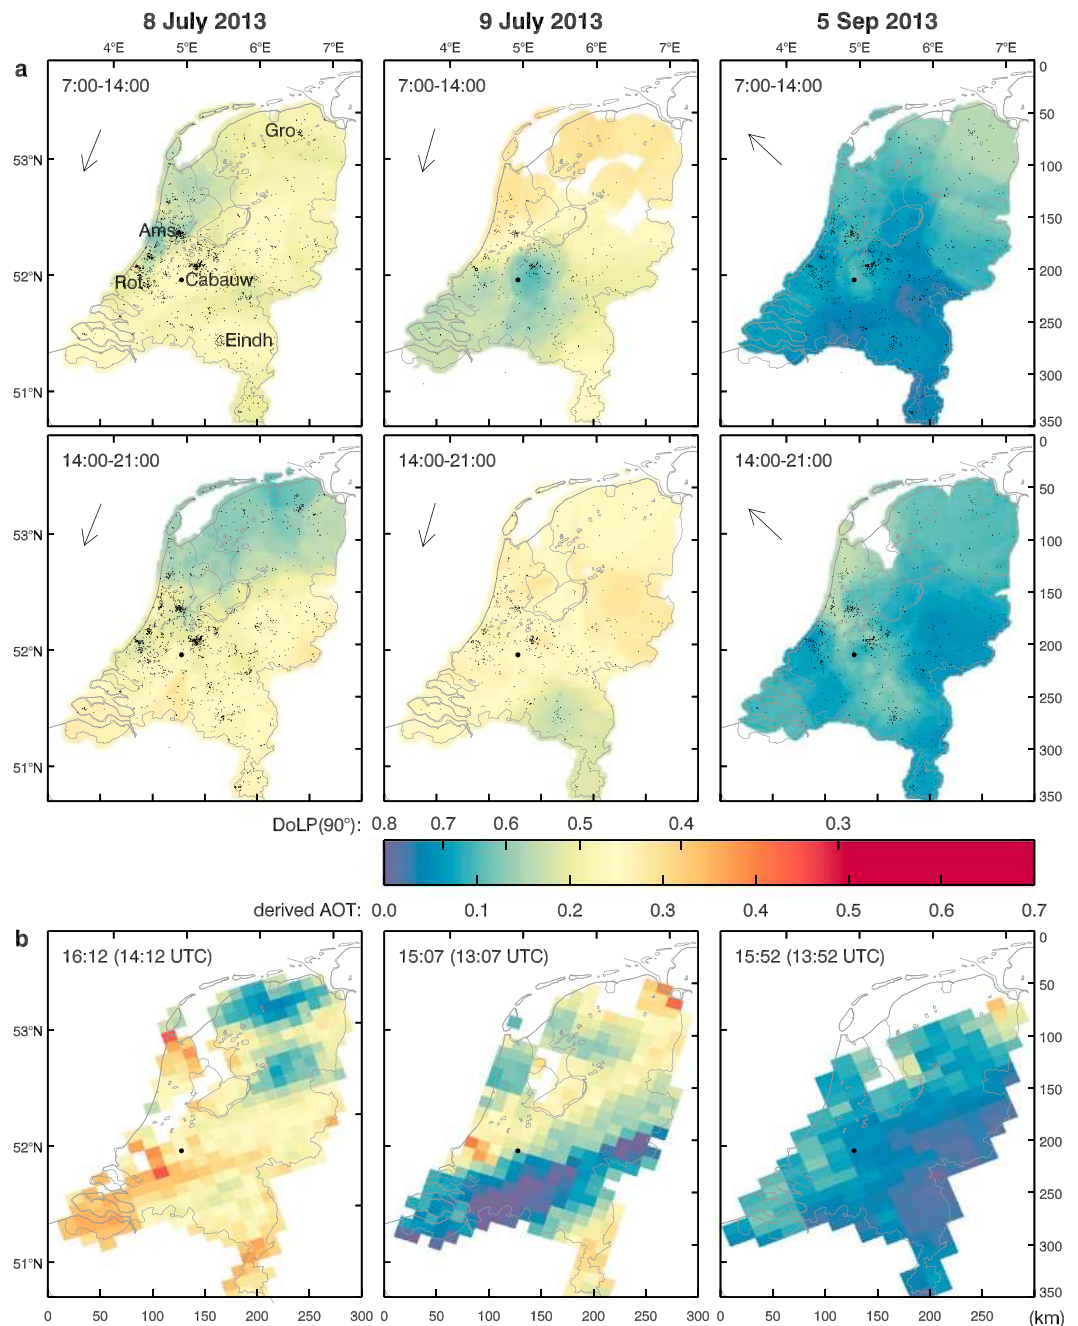 8 July 2013 9 July 2013 5 Sep 2013
4°E 5°E 6°E 7°E 4°E 5°E 6°E 7°E 4°E 5°E 6°E 7°E
a
7:00-14:00 7:00-14:00 7:00-14:00
Gro
Ams
Rot
Cabauw
Eindh
53°N
52°N
51°N
0
50
100
150
200
250
300
350
14:00-21:00 14:00-21:00 14:00-21:00
53°N
52°N
51°N
0
50
100
150
200
250
300
350
DoLP(90°): 0.8 0.7 0.6 0.5 0.4 0.3
derived AOT: 0.0 0.1 0.2 0.3 0.4 0.5 0.6 0.7
b
16:12 (14:12 UTC) 15:07 (13:07 UTC) 15:52 (13:52 UTC)
53°N
52°N
51°N
0
50
100
150
200
250
300
350
0 50 100 150 200 250 300 0 50 100 150 200 250 300 0 50 100 150 200 250 (km)